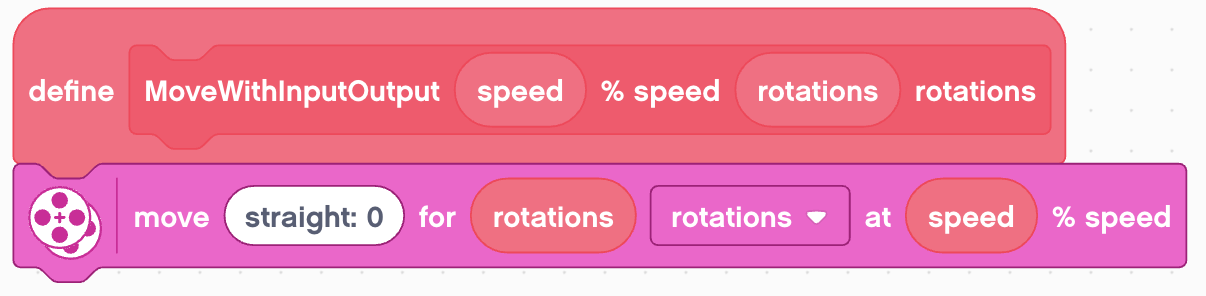 define MoveWithInputOutput speed % speed rotations rotations
move straight: 0 for rotations rotations at speed % speed